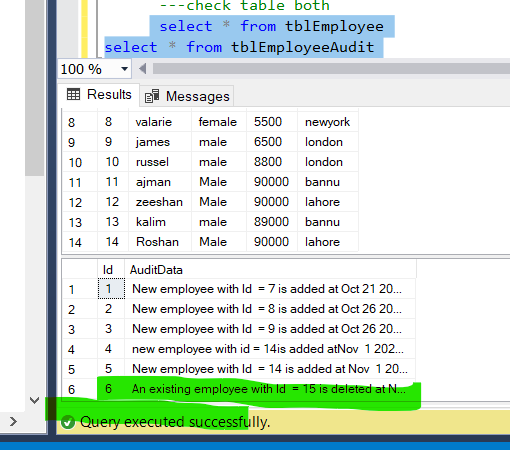 ---check table both
select * from tblEmployee
select * from tblEmployeeAudit
100 %
Results Messages
8 8 valarie female 5500 newyork
9 9 james male 6500 london
10 10 russel male 8800 london
11 11 ajman Male 90000 bannu
12 12 zeeshan Male 90000 lahore
13 13 kalim male 89000 bannu
14 14 Roshan Male 90000 lahore
Id AuditData
1 1 New employee with Id = 7 is added at Oct 21 20...
2 2 New employee with Id = 8 is added at Oct 26 20...
3 3 New employee with Id = 9 is added at Oct 26 20...
4 4 new employee with id = 14is added atNov 1 202...
5 5 New employee with Id = 14 is added at Nov 1 20...
6 6 An existing employee with Id = 15 is deleted at N...
Query executed successfully.